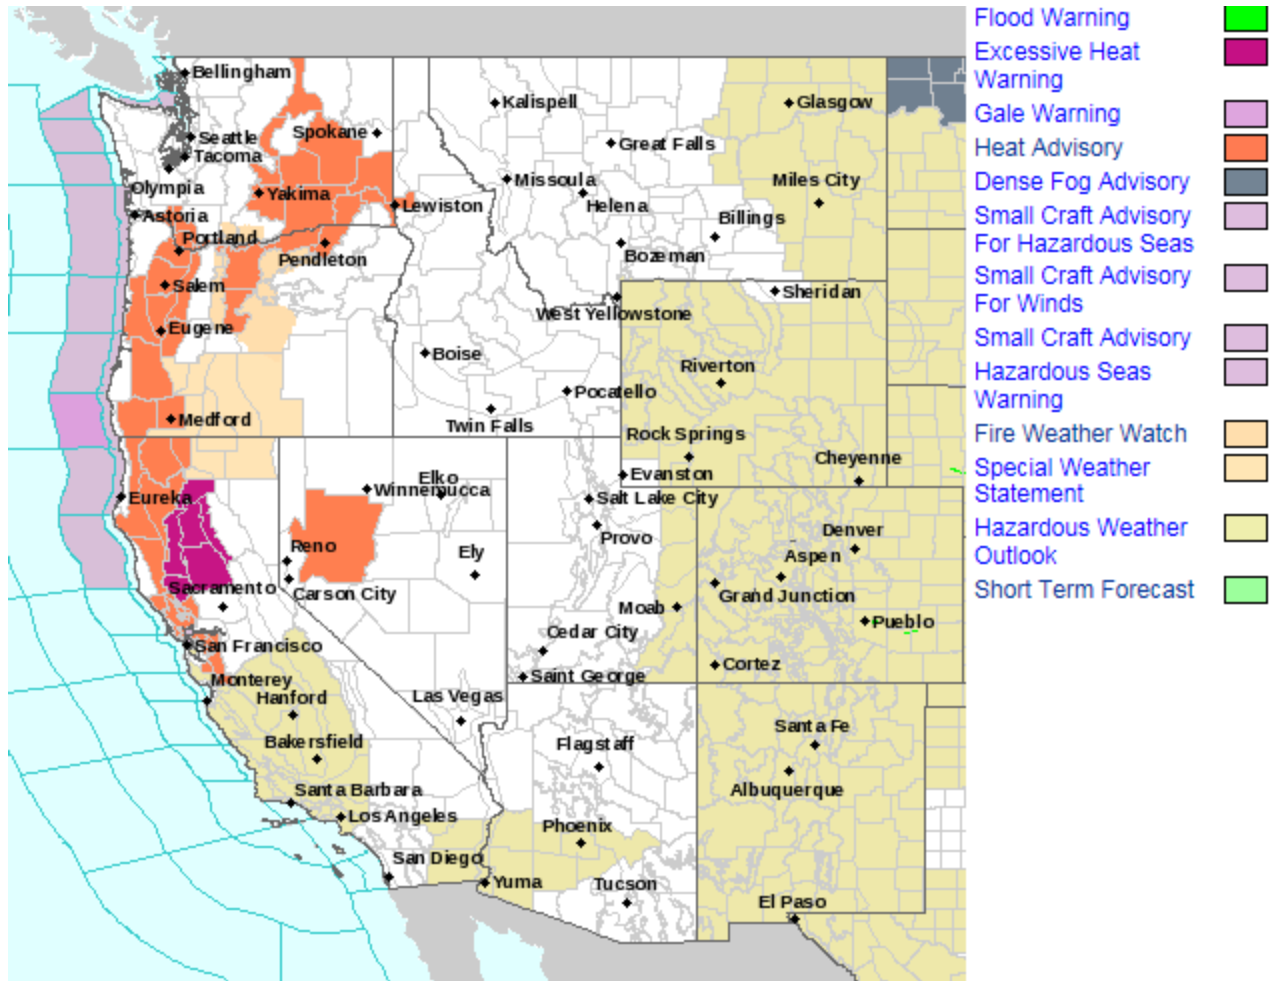 Bellingham
Seattle
Tacoma
Olympia
Astoria
Portland
Salem
Eugene
Medford
Spokane
Yakima
Lewiston
Pendleton
Kalispell
Great Falls
Missoula
Helena
Bozeman
Billings
Glasgow
Miles City
West Yellowstone
Sheridan
Boise
Pocatello
Twin Falls
Riverton
Rock Springs
Evanston
Cheyenne
Eureka
Winnemucca
Elko
Reno
Carson City
Ely
Sacramento
San Francisco
Monterey
Hanford
Bakersfield
Santa Barbara
Los Angeles
San Diego
Las Vegas
Salt Lake City
Provo
Moab
Cedar City
Saint George
Denver
Aspen
Grand Junction
Pueblo
Cortez
Flagstaff
Phoenix
Yuma
Tucson
Santa Fe
Albuquerque
El Paso
Flood Warning
Excessive Heat
Warning
Gale Warning
Heat Advisory
Dense Fog Advisory
Small Craft Advisory
For Hazardous Seas
Small Craft Advisory
For Winds
Small Craft Advisory
Hazardous Seas
Warning
Fire Weather Watch
Special Weather
Statement
Hazardous Weather
Outlook
Short Term Forecast